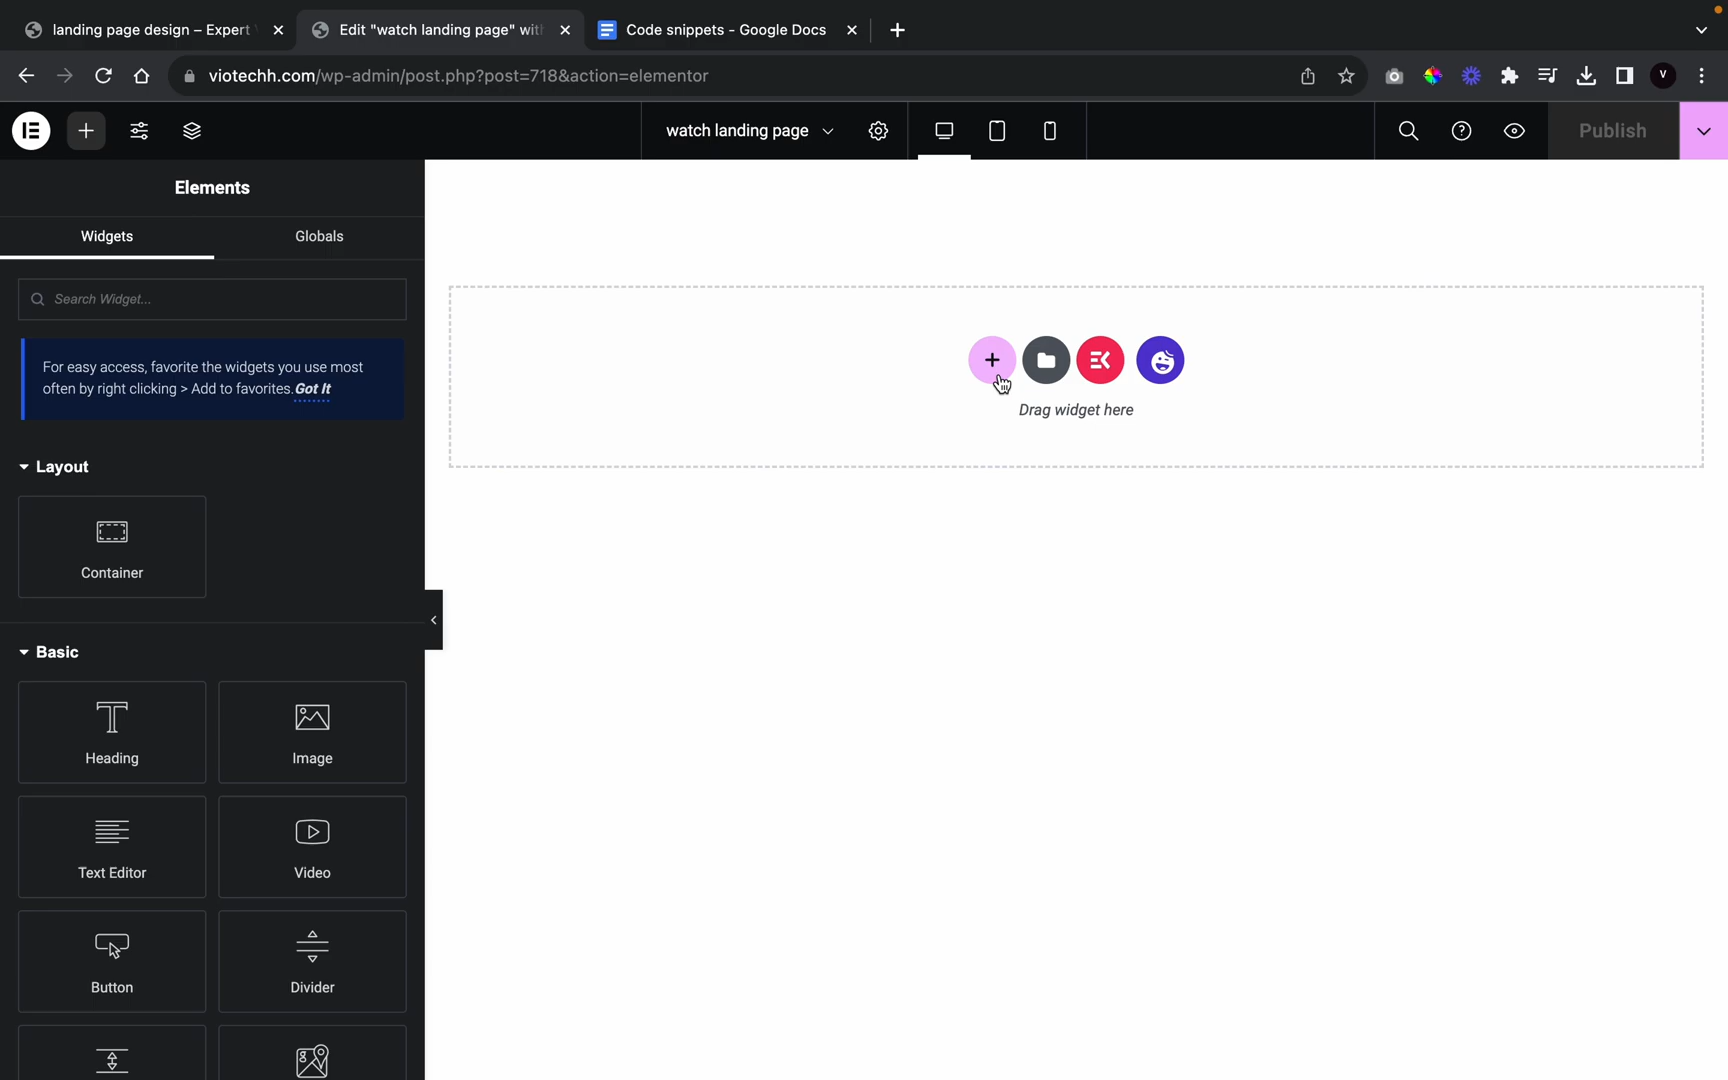 landing page design – Expert
Edit "watch landing page" wit
Code snippets - Google Docs
viotechh.com/wp-admin/post.php?post=718&action=elementor
V
watch landing page
Publish
Elements
Widgets
Globals
Search Widget...
For easy access, favorite the widgets you use most
often by right clicking > Add to favorites. Got It
Layout
Container
Basic
Heading
Image
Text Editor
Video
Button
Divider
Drag widget here